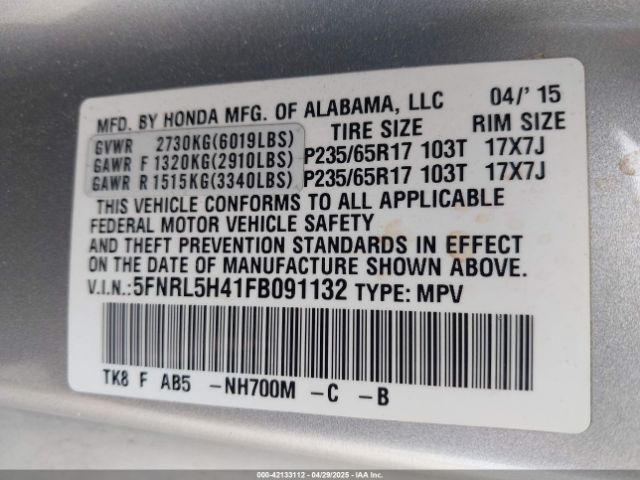 MFD. BY HONDA MFG. OF ALABAMA, LLC 04/'15
TIRE SIZE RIM SIZE
GVWR 2730KG(6019LBS)
GAWR F 1320KG(2910LBS) P235/65R17 103T 17X7J
GAWR R 1515KG(3340LBS) P235/65R17 103T 17X7J
THIS VEHICLE CONFORMS TO ALL APPLICABLE
FEDERAL MOTOR VEHICLE SAFETY
AND THEFT PREVENTION STANDARDS IN EFFECT
ON THE DATE OF MANUFACTURE SHOWN ABOVE.
V.I.N.:5FNRL5H41FB091132 TYPE: MPV
TK8 F AB5 -NH700M -C -B
000-42133112 04/29/2025 IAA Inc.